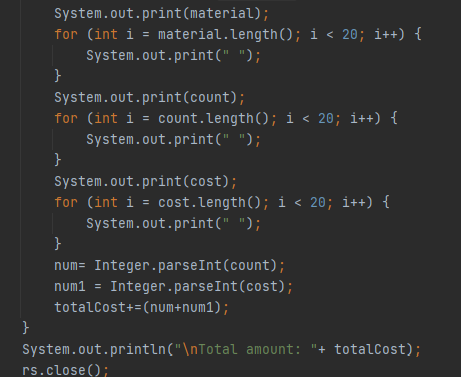 System.out.print(material);
for (int i = material.length(); i < 20; i++) {
System.out.print(" ");
}
System.out.print(count);
for (int i = count.length(); i < 20; i++) {
System.out.print(" ");
}
System.out.print(cost);
for (int i = cost.length(); i < 20; i++) {
System.out.print(" ");
}
num= Integer.parseInt(count);
num1 = Integer.parseInt(cost);
totalCost+=(num+num1);
}
System.out.println("\nTotal amount: "+ totalCost);
rs.close();